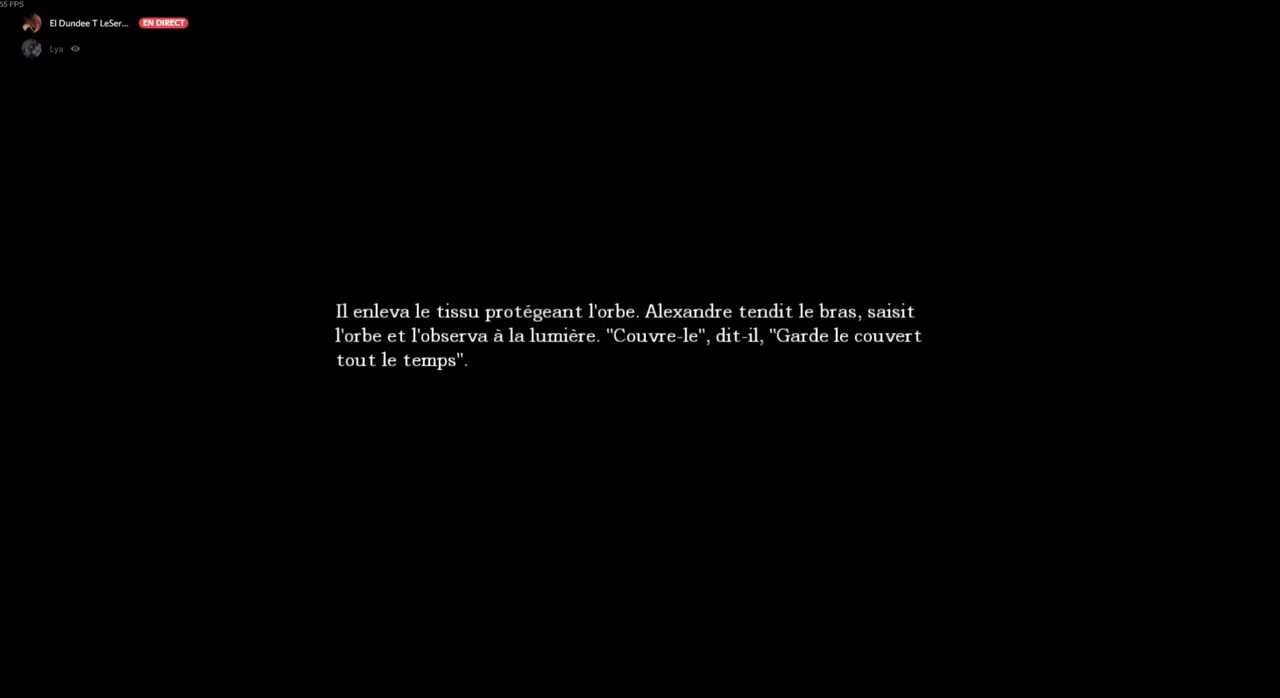 55 FPS
El Dundee T LeSer... EN DIRECT
Lya
Il enleva le tissu protégeant l'orbe. Alexandre tendit le bras, saisit
l'orbe et l'observa à la lumière. "Couvre-le", dit-il, "Garde le couvert
tout le temps".